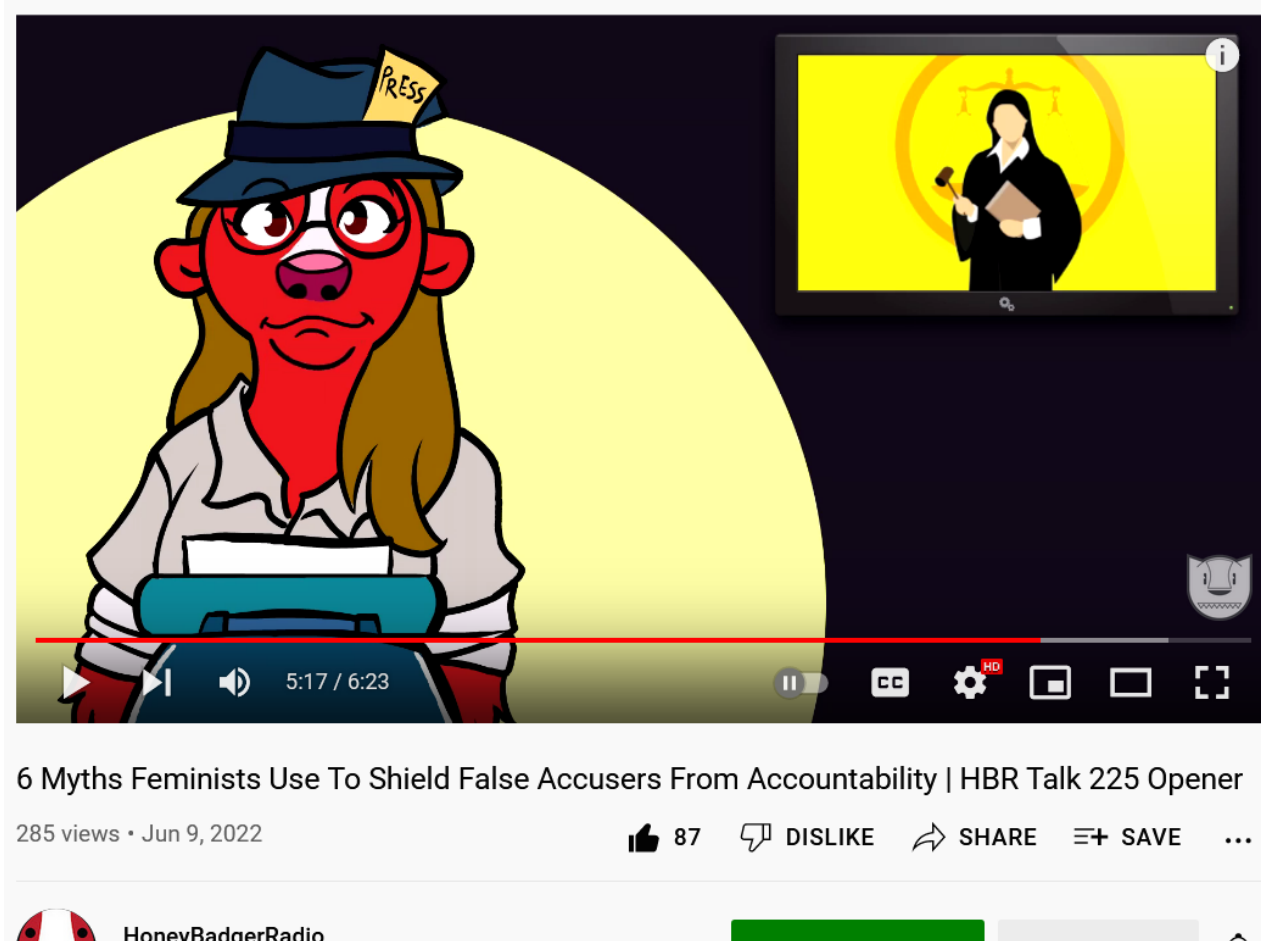 PRESS
i
HD
5:17 / 6:23
CC
6 Myths Feminists Use To Shield False Accusers From Accountability | HBR Talk 225 Opener
285 views • Jun 9, 2022
87 DISLIKE SHARE SAVE ...
HoneyBadgerRadio